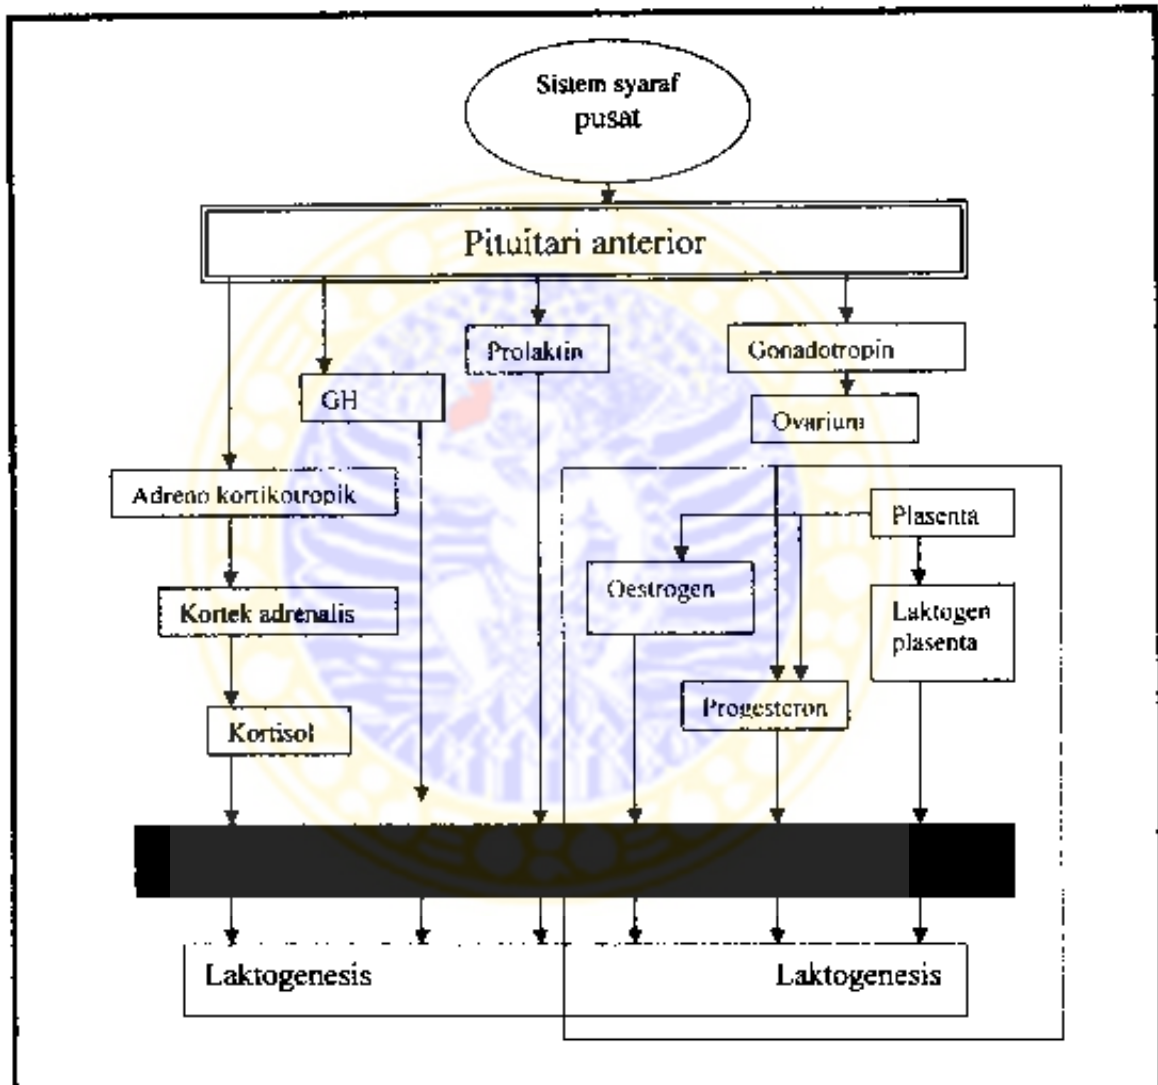 Sistem syaraf
pusat
Pituitari anterior
Prolaktin
Gonadotropin
GH
Ovarium
Adreno kortikotropik
Plasenta
Oestrogen
Kortek adrenalis
Laktogen
plasenta
Progesteron
Kortisol
Laktogenesis
Laktogenesis